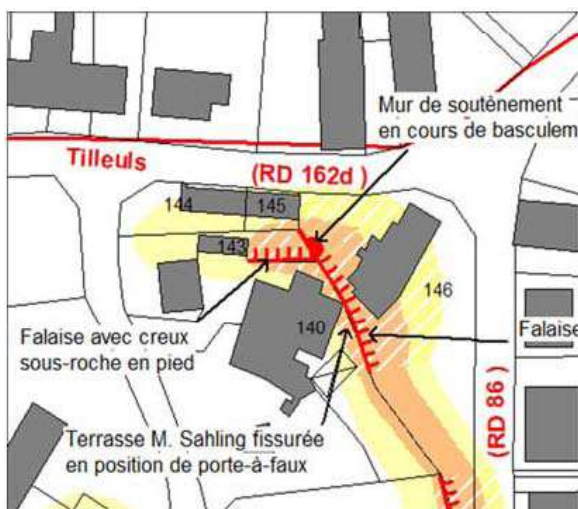 Mur de soutènement
en cours de basculem
Tilleuls
(RD 162d )
144
145
143
146
140
Falaise avec creux
sous-roche en pied
Falaise
(RD 86 )
Terrasse M. Sahling fissurée
en position de porte-à-faux